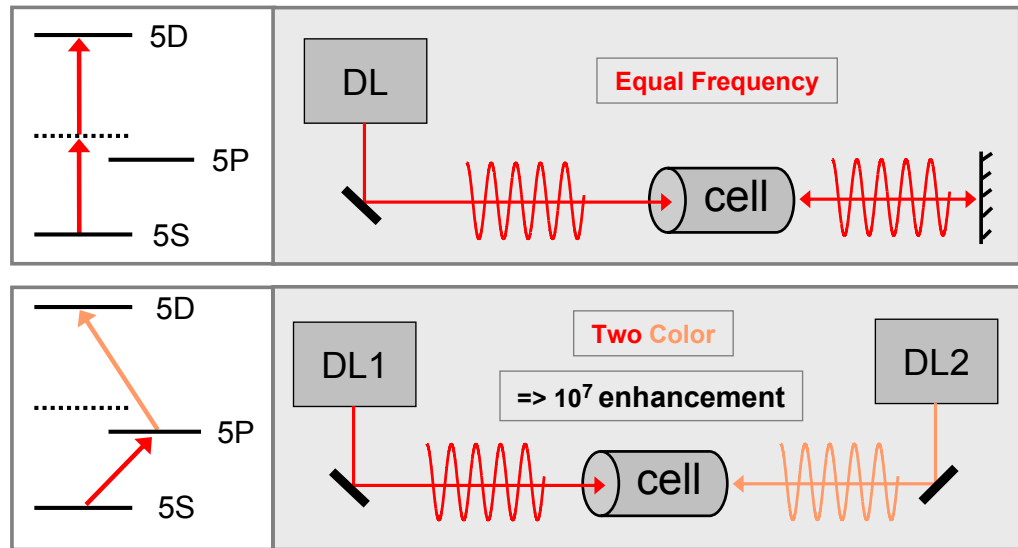 5D
5P
5S
DL
Equal Frequency
cell
5D
5P
5S
DL1
Two Color
DL2
=> 10⁷ enhancement
cell